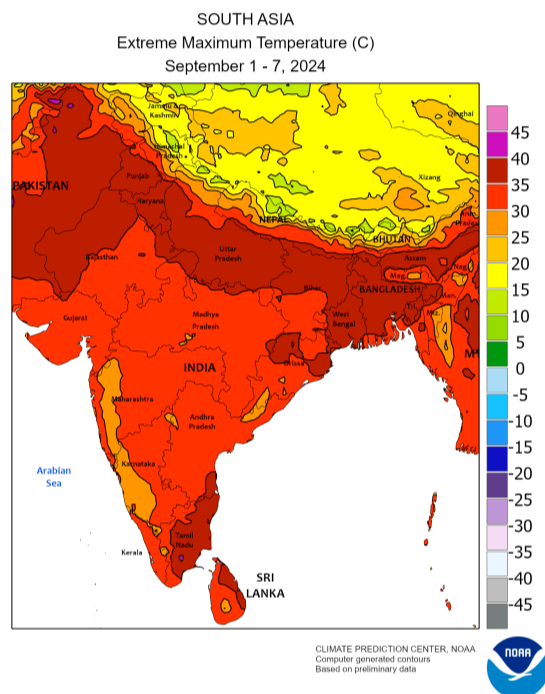 SOUTH ASIA
Extreme Maximum Temperature (C)
September 1 - 7, 2024
Jammu &
Kashmir
Qinghai
Himachal
Pradesh
Punjab
Xizang
PAKISTAN
Haryana
NEPAL
BHUTAN
Uttar
Pradesh
Rajasthan
Assam
Meg.
Nag.
Bihar
BANGLADESH
Man.
Tri.
Miz.
West
Bengal
Gujarat
Madhya
Pradesh
Orissa
INDIA
Maharashtra
Andhra
Pradesh
Karnataka
Arabian
Sea
Tamil
Nadu
Kerala
SRI
LANKA
45
40
35
30
25
20
15
10
5
0
-5
-10
-15
-20
-25
-30
-35
-40
-45
CLIMATE PREDICTION CENTER, NOAA
Computer generated contours
Based on preliminary data
NOAA